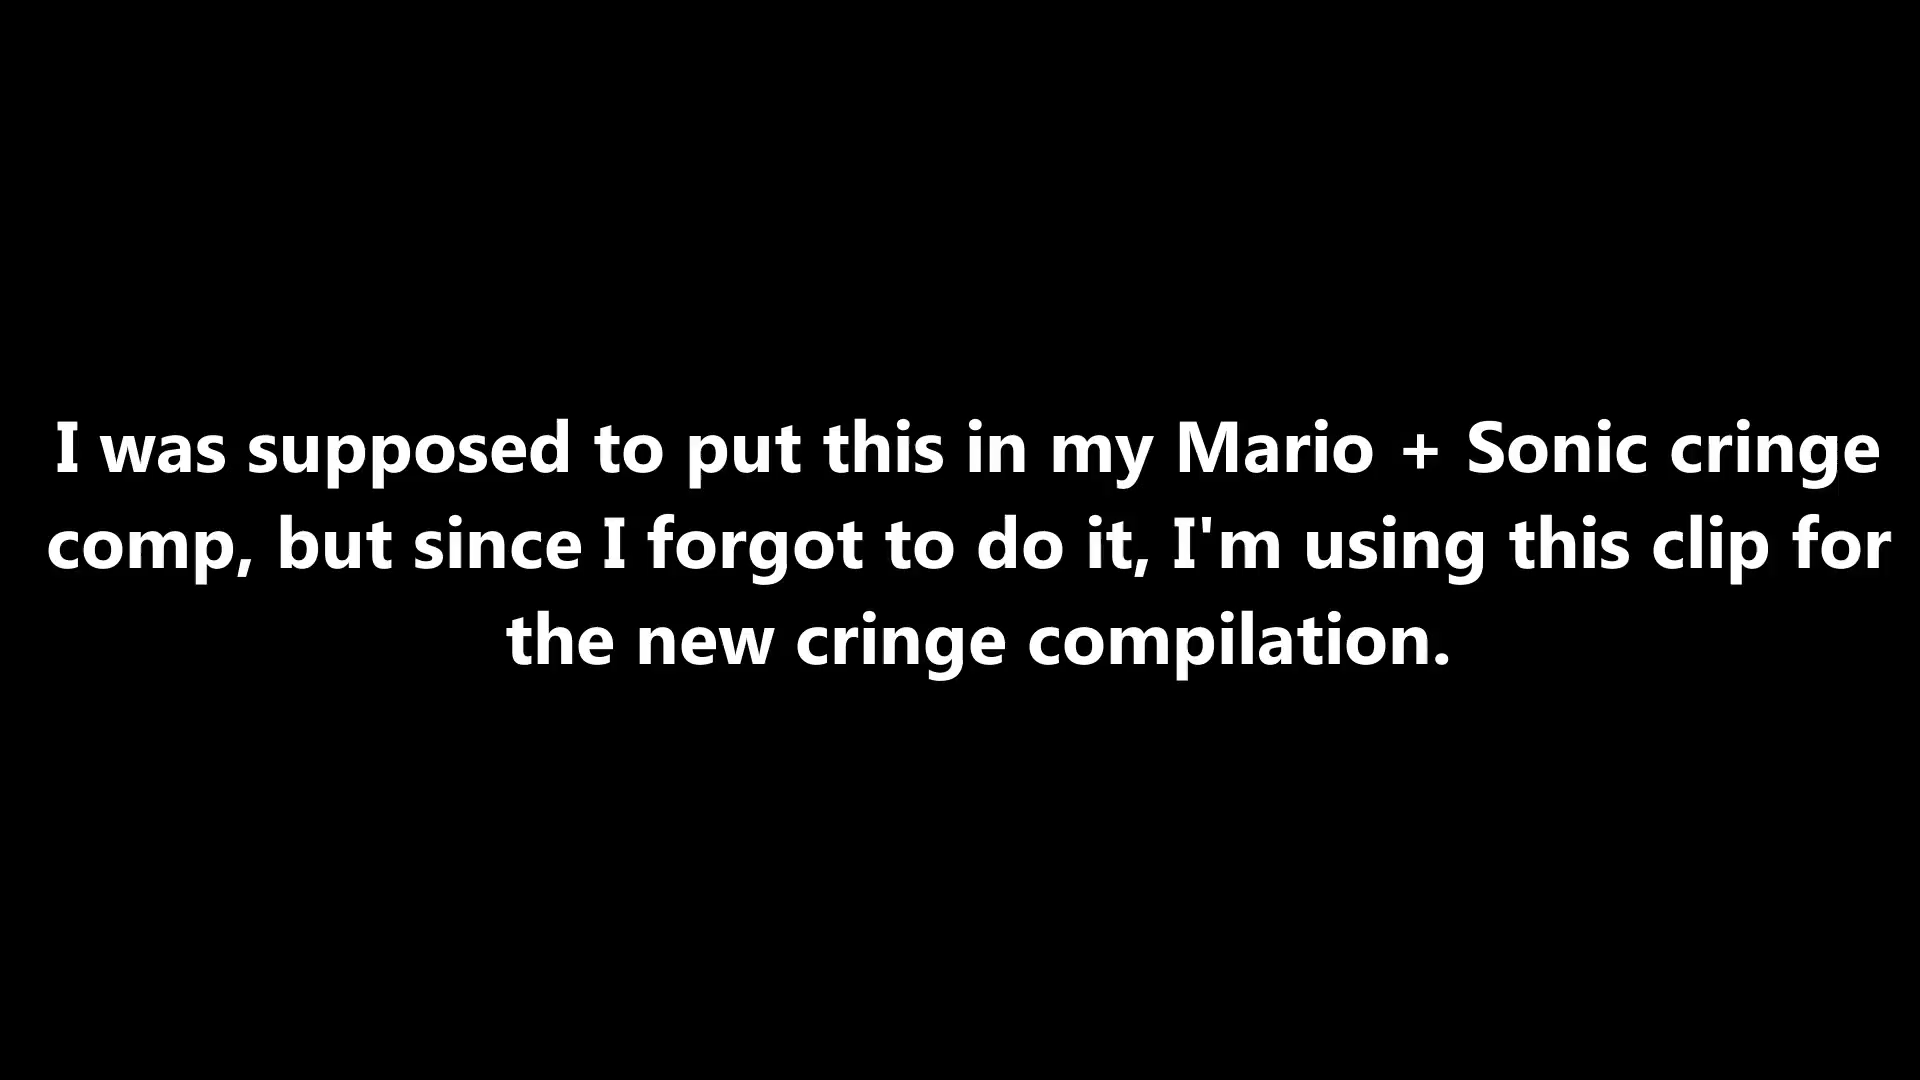 I was supposed to put this in my Mario + Sonic cringe
comp, but since I forgot to do it, I'm using this clip for
the new cringe compilation.